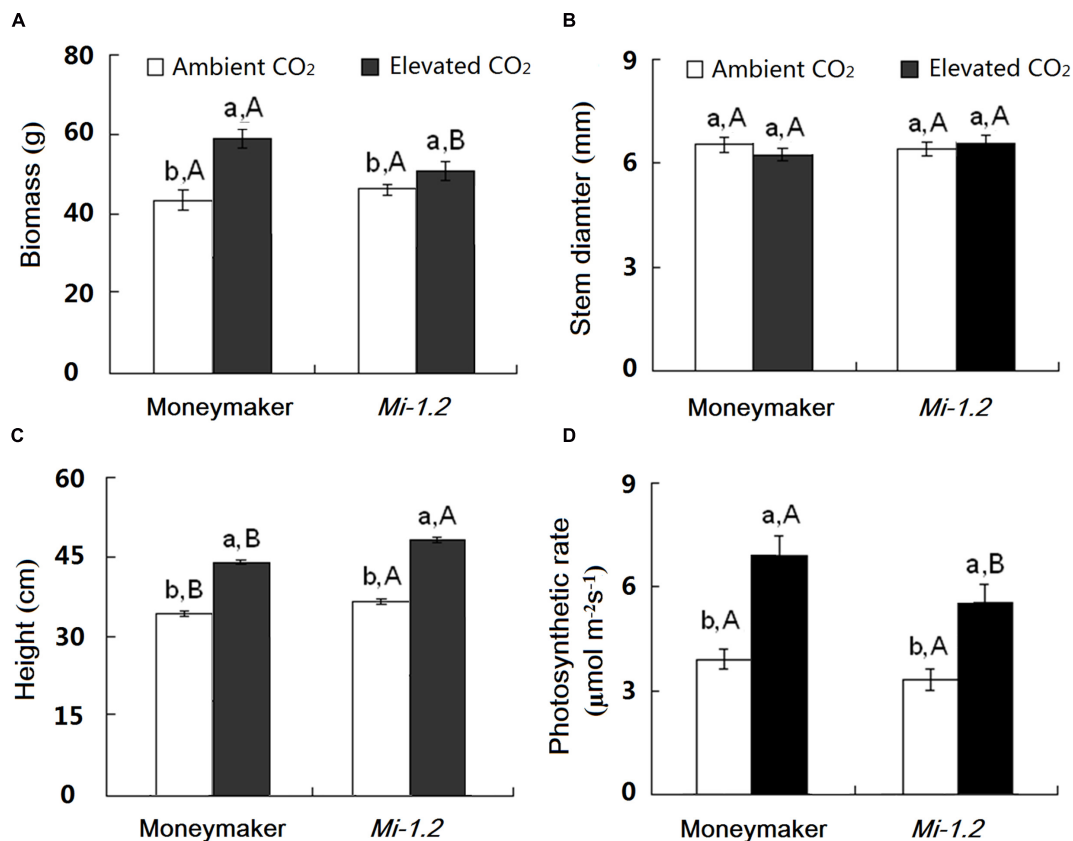 A
Biomass (g)
80
60
40
20
0
Ambient CO₂
Elevated CO₂
b,A
a,A
b,A
a,B
Moneymaker
Mi-1.2
B
Stem diamter (mm)
9
6
3
0
Ambient CO₂
Elevated CO₂
a,A
a,A
a,A
a,A
Moneymaker
Mi-1.2
C
Height (cm)
60
45
30
15
0
b,B
a,B
b,A
a,A
Moneymaker
Mi-1.2
D
Photosynthetic rate
(μmol m⁻²s⁻¹)
9
6
3
0
b,A
a,A
b,A
a,B
Moneymaker
Mi-1.2